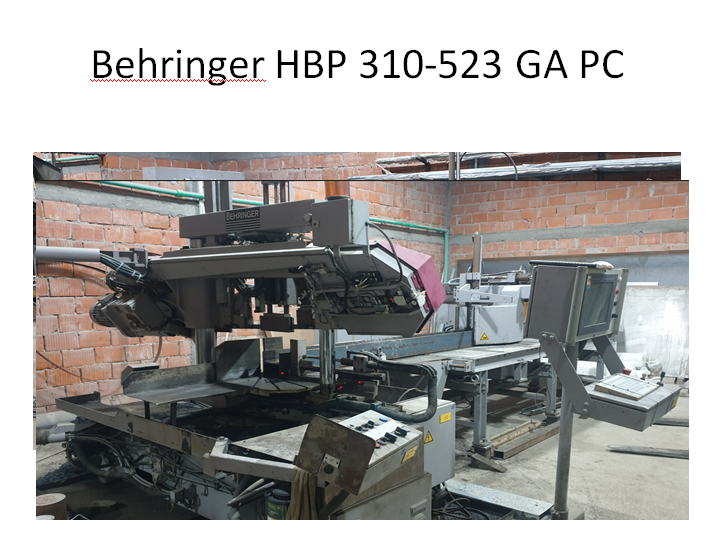 Behringer HBP 310-523 GA PC
BEHRINGER